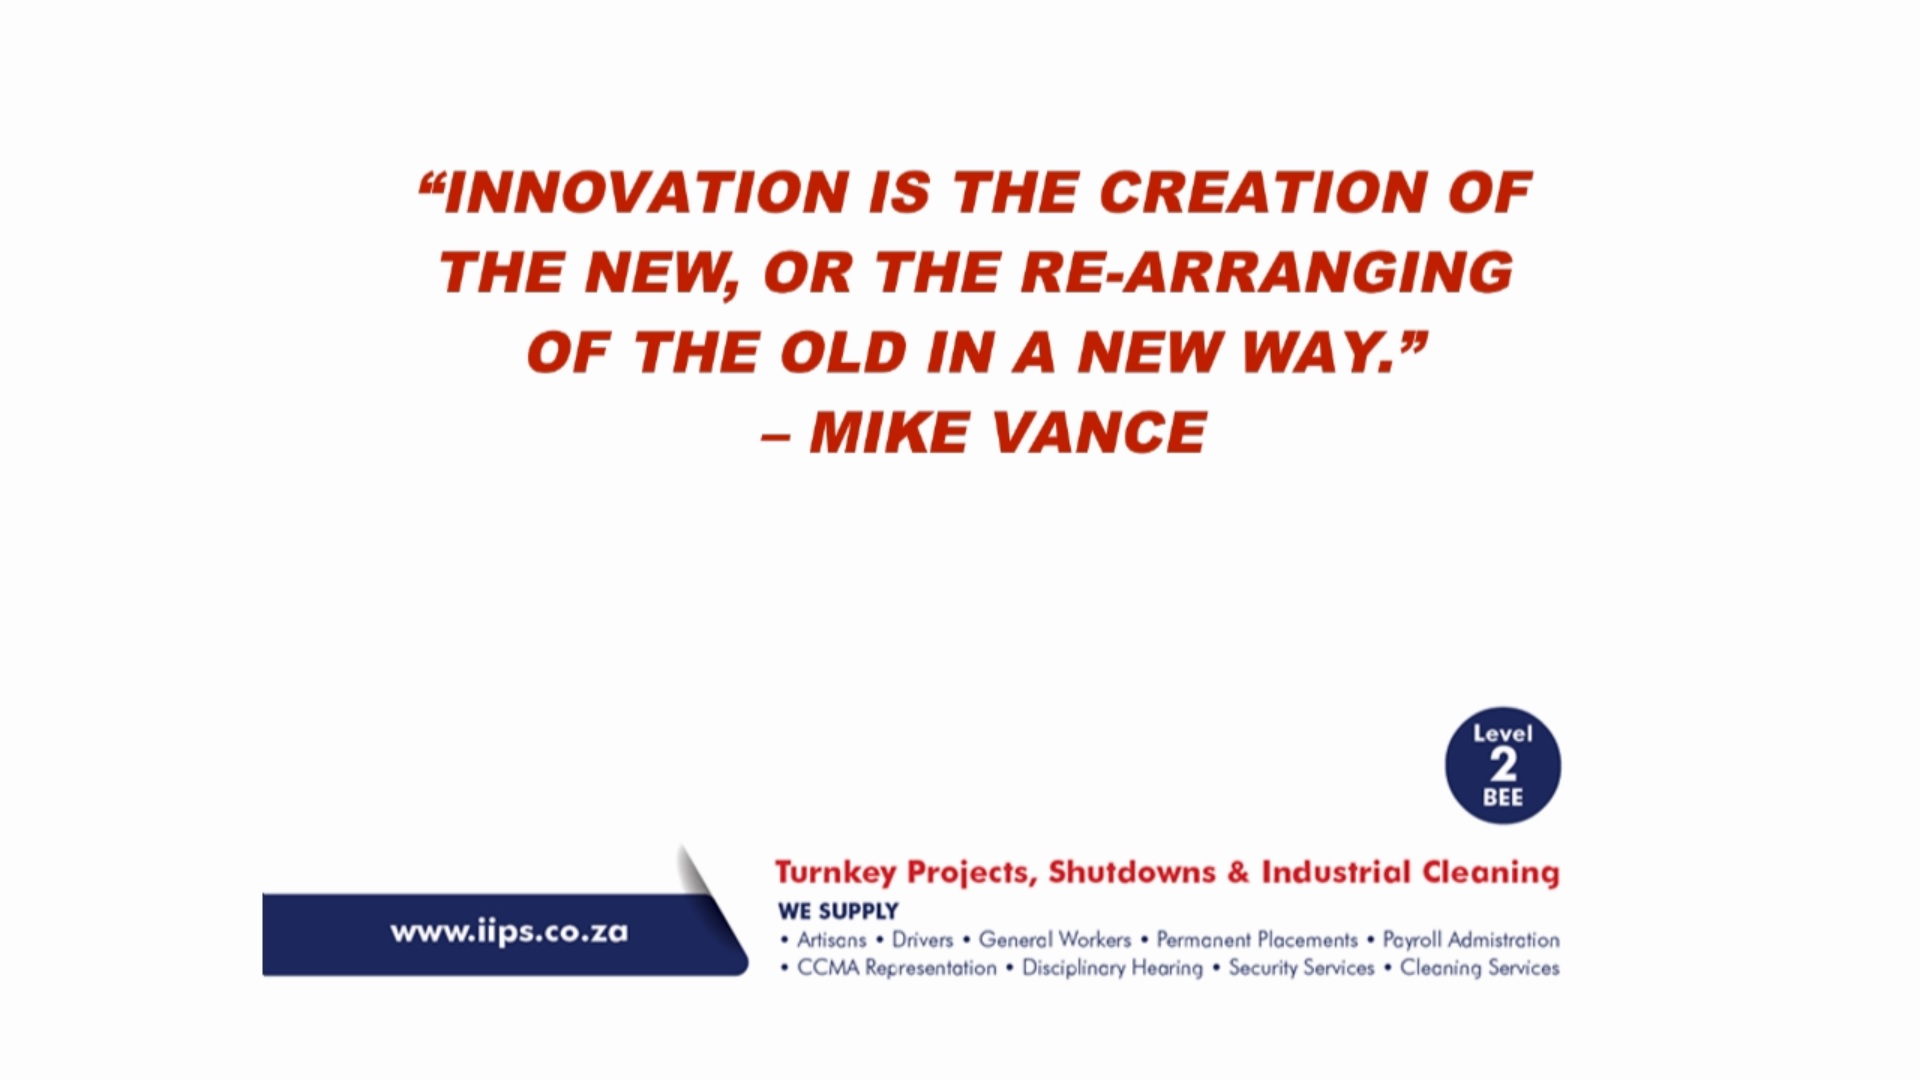 “INNOVATION IS THE CREATION OF
THE NEW, OR THE RE-ARRANGING
OF THE OLD IN A NEW WAY.”
– MIKE VANCE
Level
2
BEE
www.iips.co.za
Turnkey Projects, Shutdowns & Industrial Cleaning
WE SUPPLY
• Artisans • Drivers • General Workers • Permanent Placements • Payroll Admistration
• CCMA Representation • Disciplinary Hearing • Security Services • Cleaning Services